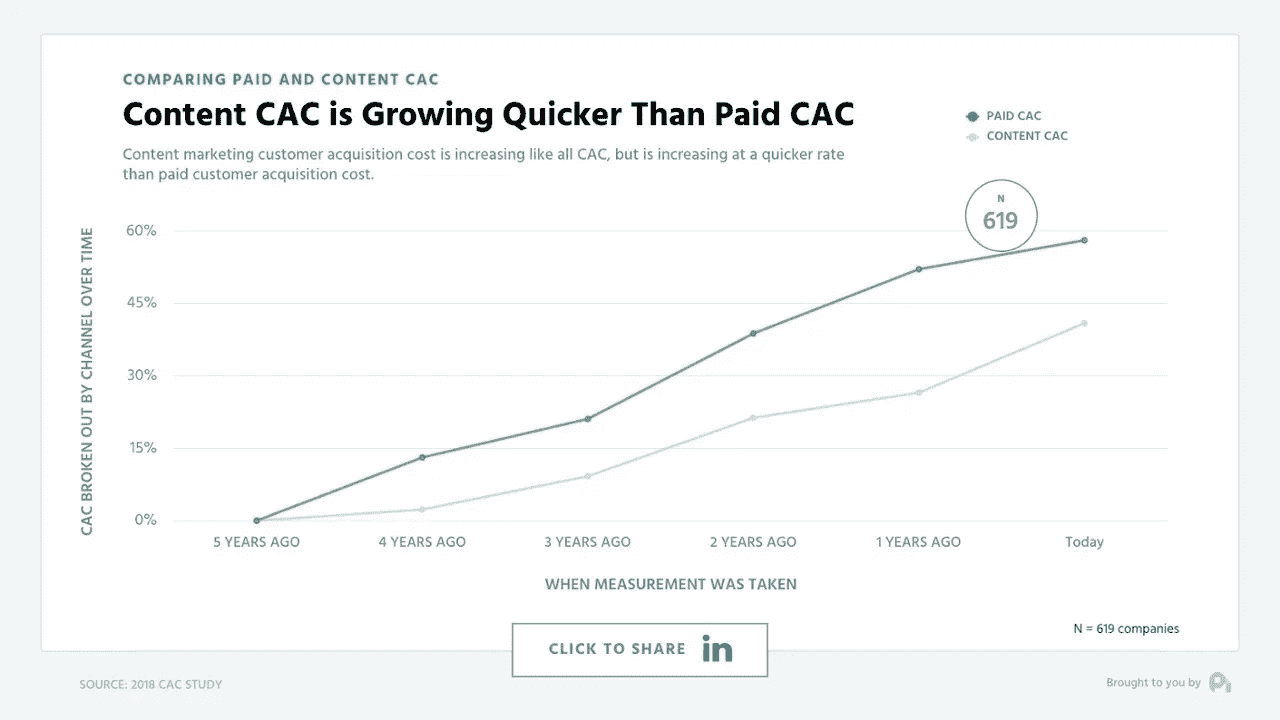 COMPARING PAID AND CONTENT CAC
Content CAC is Growing Quicker Than Paid CAC
Content marketing customer acquisition cost is increasing like all CAC, but is increasing at a quicker rate
than paid customer acquisition cost.
PAID CAC
CONTENT CAC
N
619
CAC BROKEN OUT BY CHANNEL OVER TIME
60%
45%
30%
15%
0%
5 YEARS AGO
4 YEARS AGO
3 YEARS AGO
2 YEARS AGO
1 YEARS AGO
Today
WHEN MEASUREMENT WAS TAKEN
N = 619 companies
CLICK TO SHARE in
SOURCE: 2018 CAC STUDY
Brought to you by